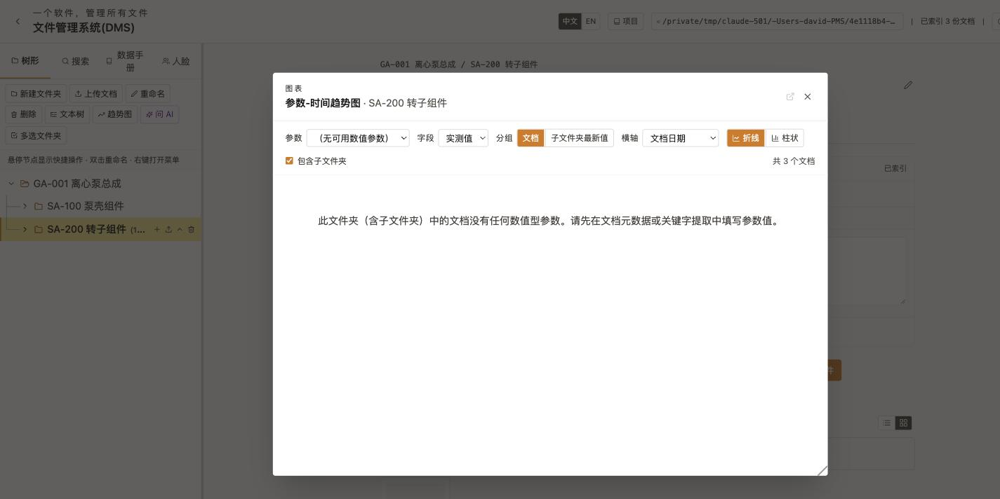 一个软件，管理所有文件
文件管理系统(DMS)
中文 EN 项目 </private/tmp/claude-501/-Users-david-PMS/4e1118b4-… | 已索引 3 份文档 |
树形 搜索 数据手册 人脸
新建文件夹 上传文档 重命名
删除 文本树 趋势图 问 AI
多选文件夹
悬停节点显示快捷操作 · 双击重命名 · 右键打开菜单
GA-001 离心泵总成
SA-100 泵壳组件
SA-200 转子组件 (1...
GA-001 离心泵总成 / SA-200 转子组件
已索引
件
图表
参数-时间趋势图 · SA-200 转子组件
参数 (无可用数值参数) 字段 实测值 分组 文档 子文件夹最新值 横轴 文档日期 折线 柱状
包含子文件夹 共 3 个文档
此文件夹（含子文件夹）中的文档没有任何数值型参数。请先在文档元数据或关键字提取中填写参数值。